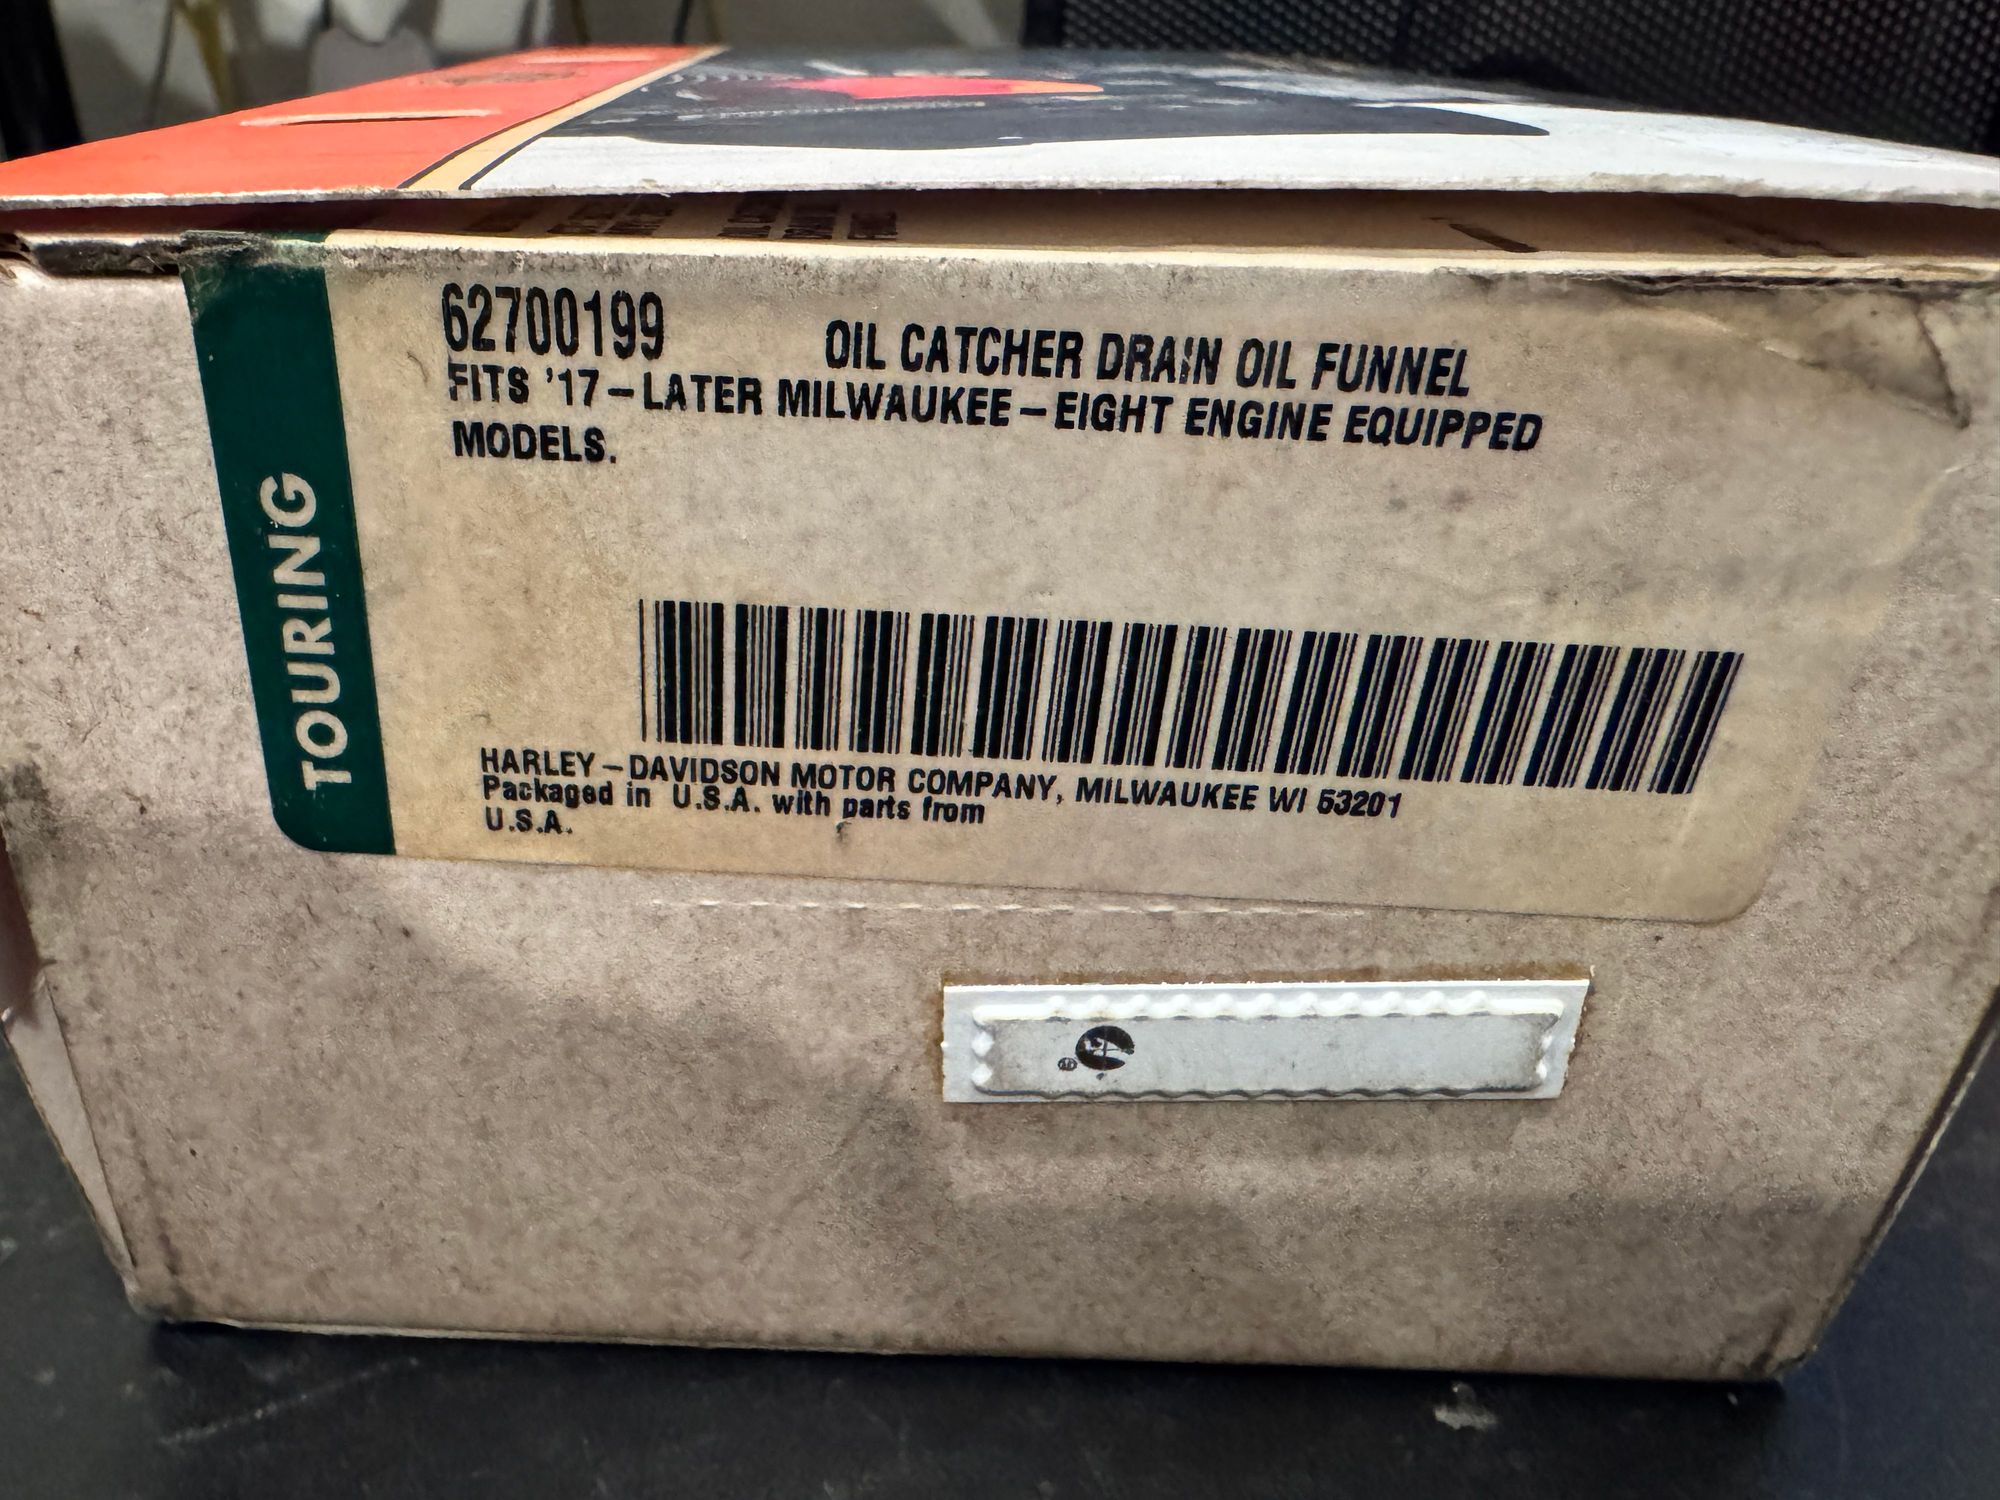 62700199 OIL CATCHER DRAIN OIL FUNNEL
FITS '17-LATER MILWAUKEE-EIGHT ENGINE EQUIPPED
MODELS.
TOURING
HARLEY-DAVIDSON MOTOR COMPANY, MILWAUKEE WI 53201
Packaged in U.S.A. with parts from
U.S.A.